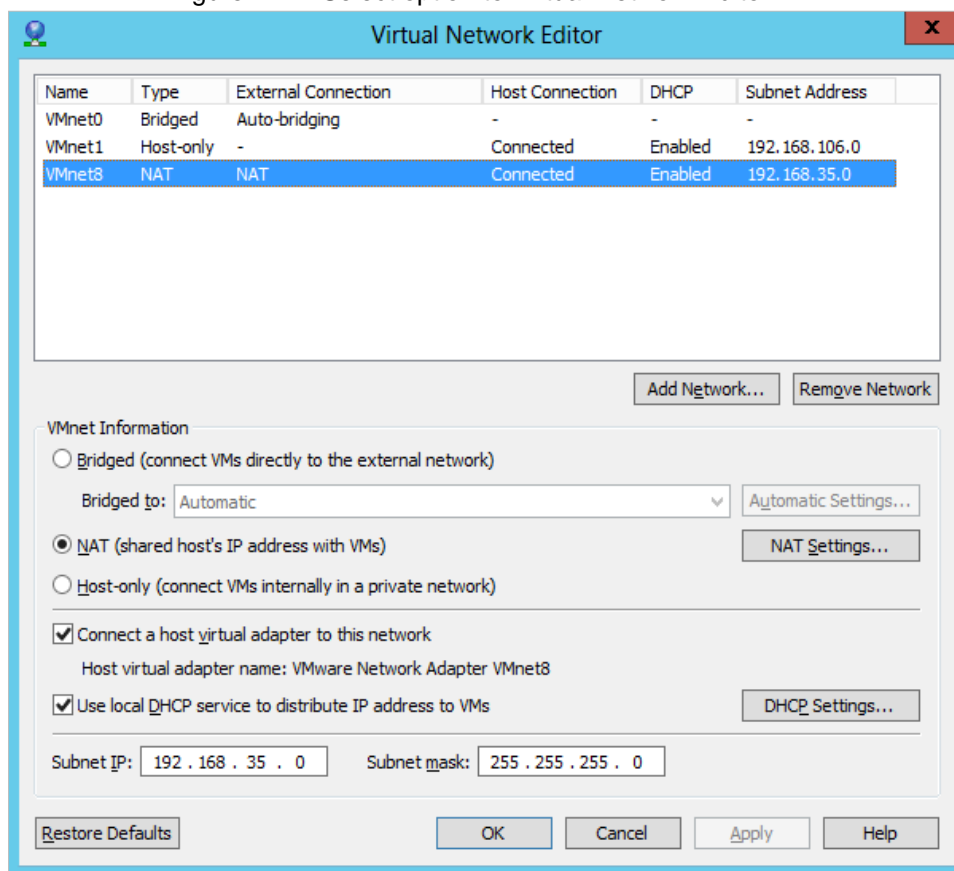 Virtual Network Editor
x
Name Type External Connection Host Connection DHCP Subnet Address
VMnet0 Bridged Auto-bridging - - -
VMnet1 Host-only - Connected Enabled 192.168.106.0
VMnet8 NAT NAT Connected Enabled 192.168.35.0
Add Network... Remove Network
VMnet Information
Bridged (connect VMs directly to the external network)
Bridged to: Automatic Automatic Settings...
NAT (shared host's IP address with VMs) NAT Settings...
Host-only (connect VMs internally in a private network)
Connect a host virtual adapter to this network
Host virtual adapter name: VMware Network Adapter VMnet8
Use local DHCP service to distribute IP address to VMs DHCP Settings...
Subnet IP: 192 . 168 . 35 . 0 Subnet mask: 255 . 255 . 255 . 0
Restore Defaults OK Cancel Apply Help